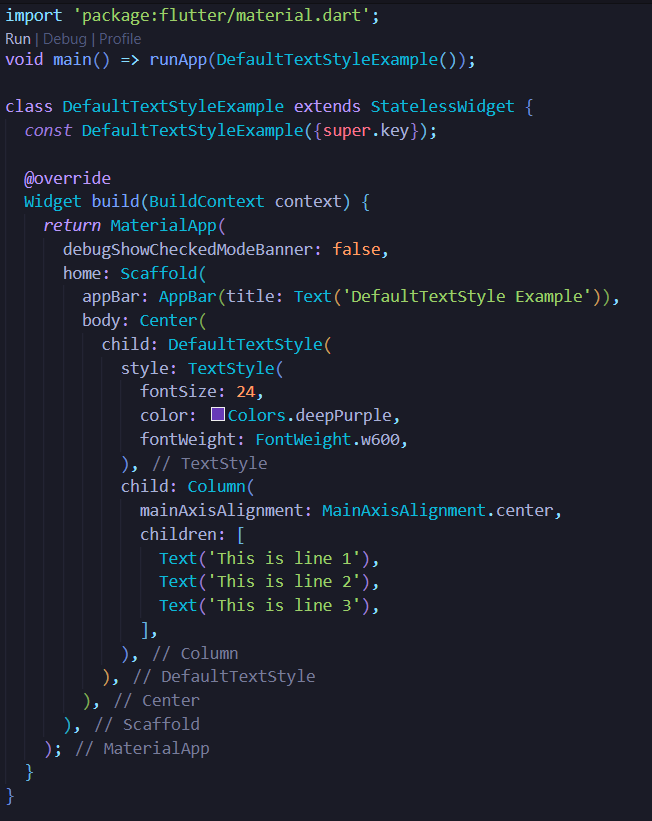 import 'package:flutter/material.dart';
Run | Debug | Profile
void main() => runApp(DefaultTextStyleExample());

class DefaultTextStyleExample extends StatelessWidget {
  const DefaultTextStyleExample({super.key});

  @override
  Widget build(BuildContext context) {
    return MaterialApp(
      debugShowCheckedModeBanner: false,
      home: Scaffold(
        appBar: AppBar(title: Text('DefaultTextStyle Example')),
        body: Center(
          child: DefaultTextStyle(
            style: TextStyle(
              fontSize: 24,
              color: Colors.deepPurple,
              fontWeight: FontWeight.w600,
            ), // TextStyle
            child: Column(
              mainAxisAlignment: MainAxisAlignment.center,
              children: [
                Text('This is line 1'),
                Text('This is line 2'),
                Text('This is line 3'),
              ],
            ), // Column
          ), // DefaultTextStyle
        ), // Center
      ), // Scaffold
    ); // MaterialApp
  }
}